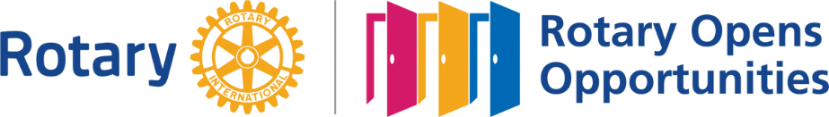 Rotary
ROTARY
INTERNATIONAL
Rotary Opens
Opportunities